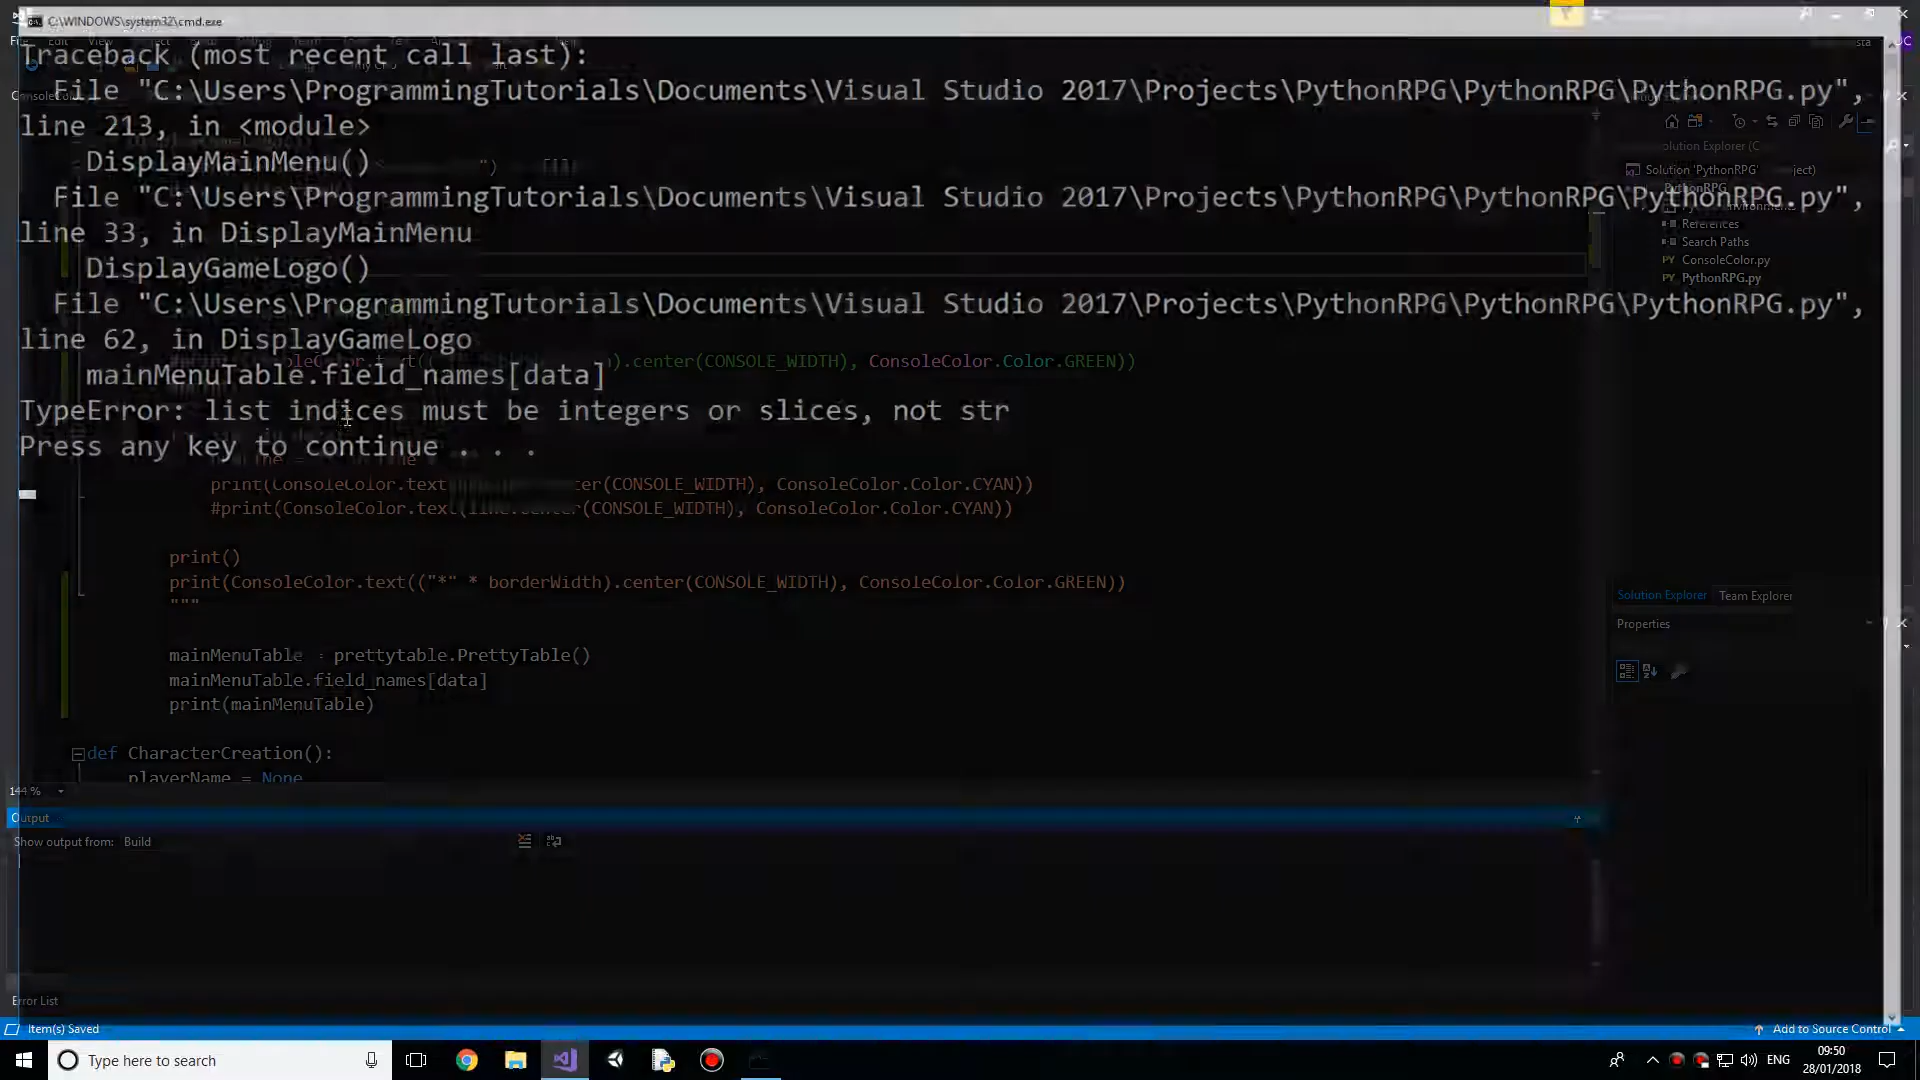 C:\WINDOWS\system32\cmd.exe
Traceback (most recent call last):
File "C:\Users\ProgrammingTutorials\Documents\Visual Studio 2017\Projects\PythonRPG\PythonRPG\PythonRPG.py",
line 213, in <module>
DisplayMainMenu()
File "C:\Users\ProgrammingTutorials\Documents\Visual Studio 2017\Projects\PythonRPG\PythonRPG\PythonRPG.py",
line 33, in DisplayMainMenu
DisplayGameLogo()
File "C:\Users\ProgrammingTutorials\Documents\Visual Studio 2017\Projects\PythonRPG\PythonRPG\PythonRPG.py",
line 62, in DisplayGameLogo
mainMenuTable.field_names[data]
TypeError: list indices must be integers or slices, not str
Press any key to continue . . .
).center(CONSOLE_WIDTH), ConsoleColor.Color.GREEN))
print(ConsoleColor.text ter(CONSOLE_WIDTH), ConsoleColor.Color.CYAN))
#print(ConsoleColor.text(line.center(CONSOLE_WIDTH), ConsoleColor.Color.CYAN))
print()
print(ConsoleColor.text(("*" * borderWidth).center(CONSOLE_WIDTH), ConsoleColor.Color.GREEN))
"""
mainMenuTable = prettytable.PrettyTable()
mainMenuTable.field_names[data]
print(mainMenuTable)
def CharacterCreation():
playerName = None
144 %
Output
Show output from: Build
Error List
Item(s) Saved
Solution Explorer (C
Solution 'PythonRPG' ject)
PythonRPG
References
Search Paths
ConsoleColor.py
PythonRPG.py
Solution Explorer Team Explorer
Properties
Add to Source Control
Type here to search
ENG
09:50
28/01/2018